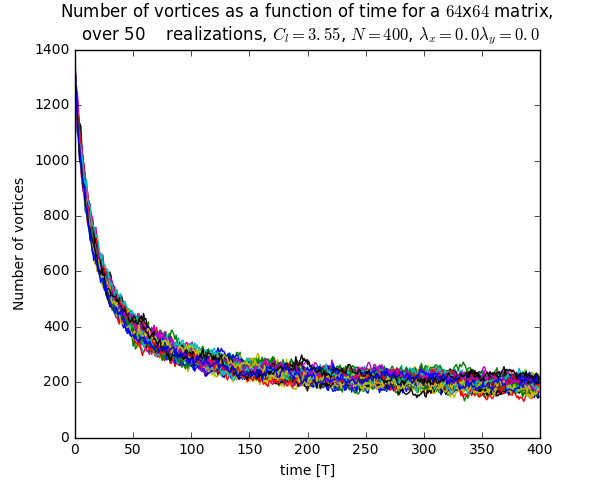 Number of vortices as a function of time for a 64x64 matrix,
over 50    realizations, $C_l = 3.55$, $N = 400$, $\lambda_x = 0.0\lambda_y = 0.0$
1400
1200
1000
800
600
400
200
0
Number of vortices
0 50 100 150 200 250 300 350 400
time [T]